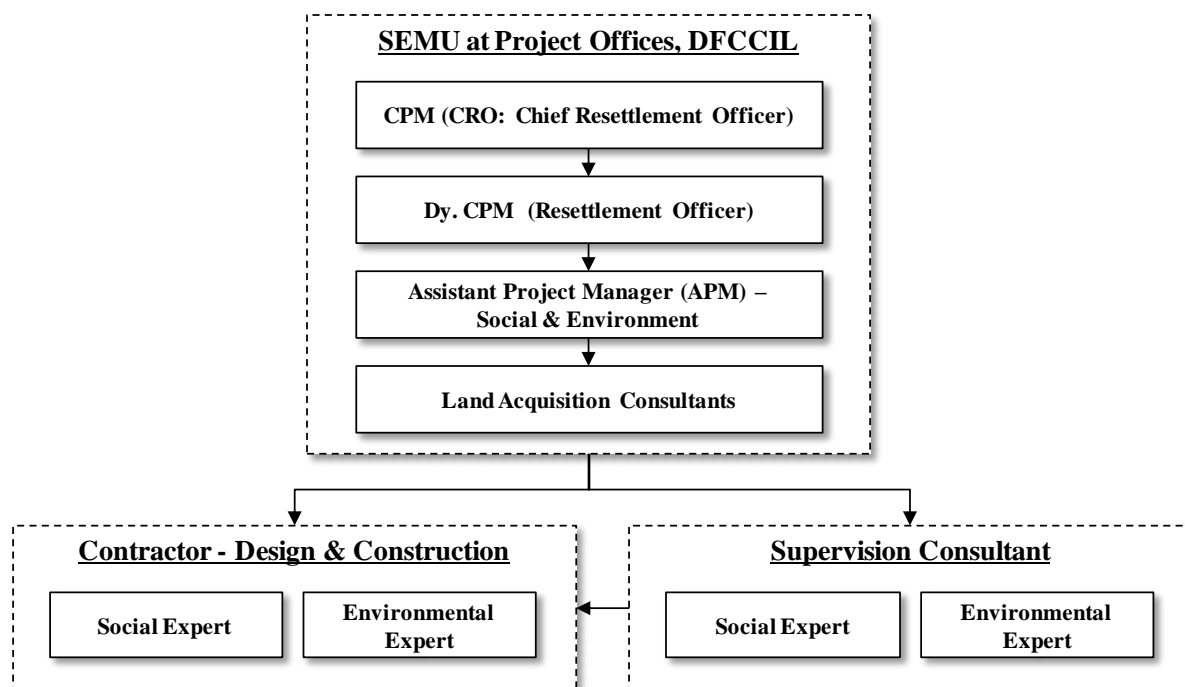 SEMU at Project Offices, DFCCIL
CPM (CRO: Chief Resettlement Officer)
Dy. CPM (Resettlement Officer)
Assistant Project Manager (APM) –
Social & Environment
Land Acquisition Consultants
Contractor - Design & Construction
Social Expert
Environmental
Expert
Supervision Consultant
Social Expert
Environmental
Expert